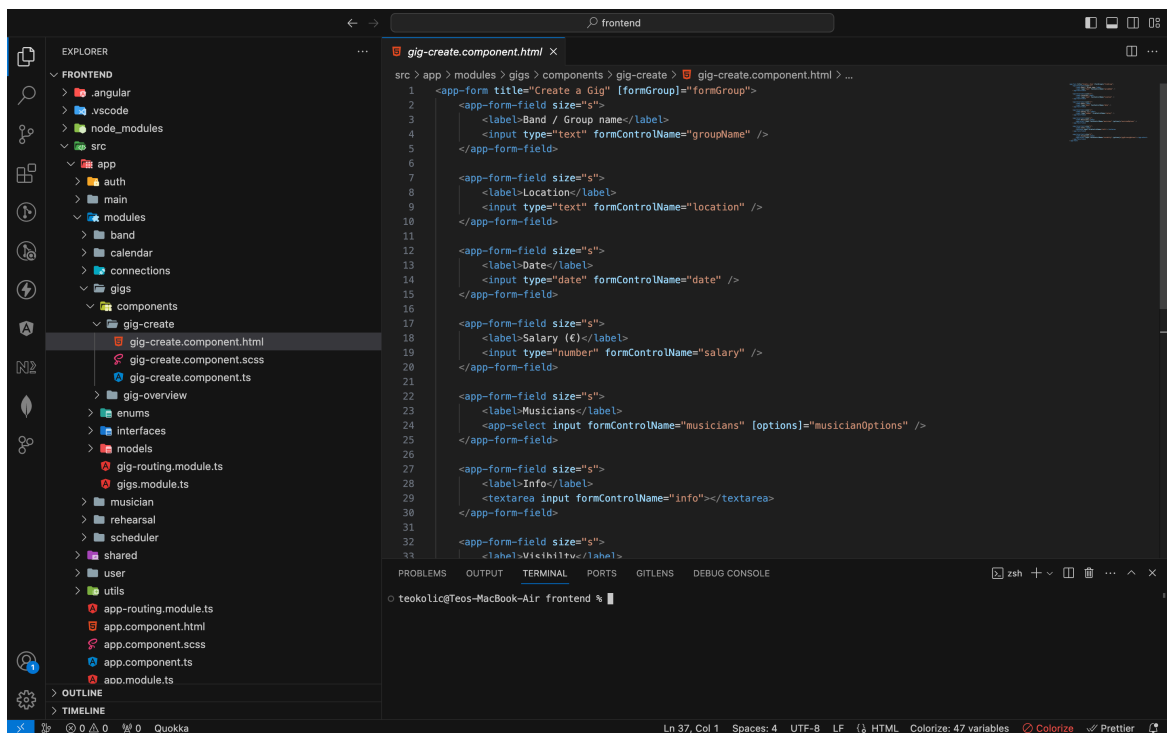 frontend
EXPLORER
FRONTEND
.angular
.vscode
node_modules
src
app
auth
main
modules
band
calendar
connections
gigs
components
gig-create
gig-create.component.html
gig-create.component.scss
gig-create.component.ts
gig-overview
enums
interfaces
models
gig-routing.module.ts
gigs.module.ts
musician
rehearsal
scheduler
shared
user
utils
app-routing.module.ts
app.component.html
app.component.scss
app.component.ts
app.module.ts
OUTLINE
TIMELINE
gig-create.component.html
src > app > modules > gigs > components > gig-create > gig-create.component.html > ...
1 <app-form title="Create a Gig" [formGroup]="formGroup">
2 <app-form-field size="s">
3 <label>Band / Group name</label>
4 <input type="text" formControlName="groupName" />
5 </app-form-field>
6
7 <app-form-field size="s">
8 <label>Location</label>
9 <input type="text" formControlName="location" />
10 </app-form-field>
11
12 <app-form-field size="s">
13 <label>Date</label>
14 <input type="date" formControlName="date" />
15 </app-form-field>
16
17 <app-form-field size="s">
18 <label>Salary (€)</label>
19 <input type="number" formControlName="salary" />
20 </app-form-field>
21
22 <app-form-field size="s">
23 <label>Musicians</label>
24 <app-select input formControlName="musicians" [options]="musicianOptions" />
25 </app-form-field>
26
27 <app-form-field size="s">
28 <label>Info</label>
29 <textarea input formControlName="info"></textarea>
30 </app-form-field>
31
32 <app-form-field size="s">
33 <label>Visibilty</label>
PROBLEMS OUTPUT TERMINAL PORTS GITLENS DEBUG CONSOLE zsh
teokolic@Teos-MacBook-Air frontend %
1
0 0 0 Quokka Ln 37, Col 1 Spaces: 4 UTF-8 LF {} HTML Colorize: 47 variables Colorize Prettier